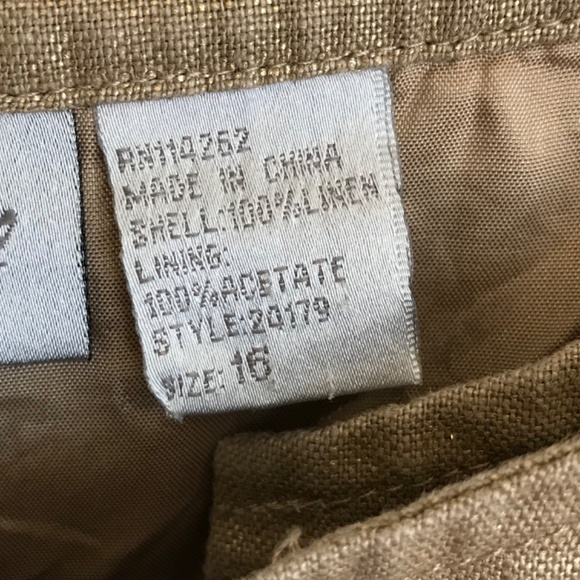 RN114262
MADE IN CHINA
SHELL:100%LINEN
LINING:
100%ACETATE
STYLE:20179
SIZE: 16